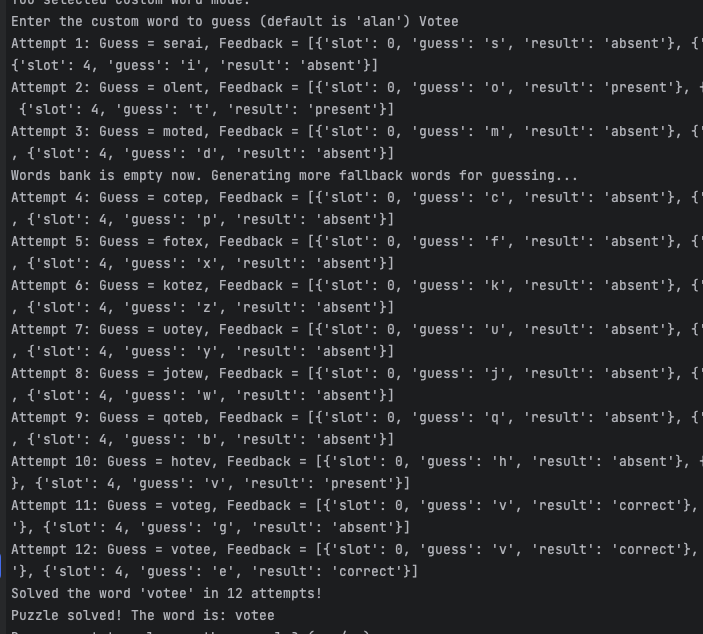 You selected custom word mode.
Enter the custom word to guess (default is 'alan') Votee
Attempt 1: Guess = serai, Feedback = [{'slot': 0, 'guess': 's', 'result': 'absent'}, {'
{'slot': 4, 'guess': 'i', 'result': 'absent'}]
Attempt 2: Guess = olent, Feedback = [{'slot': 0, 'guess': 'o', 'result': 'present'}, {
{'slot': 4, 'guess': 't', 'result': 'present'}]
Attempt 3: Guess = moted, Feedback = [{'slot': 0, 'guess': 'm', 'result': 'absent'}, {'
, {'slot': 4, 'guess': 'd', 'result': 'absent'}]
Words bank is empty now. Generating more fallback words for guessing...
Attempt 4: Guess = cotep, Feedback = [{'slot': 0, 'guess': 'c', 'result': 'absent'}, {'
, {'slot': 4, 'guess': 'p', 'result': 'absent'}]
Attempt 5: Guess = fotex, Feedback = [{'slot': 0, 'guess': 'f', 'result': 'absent'}, {'
, {'slot': 4, 'guess': 'x', 'result': 'absent'}]
Attempt 6: Guess = kotez, Feedback = [{'slot': 0, 'guess': 'k', 'result': 'absent'}, {'
, {'slot': 4, 'guess': 'z', 'result': 'absent'}]
Attempt 7: Guess = uotey, Feedback = [{'slot': 0, 'guess': 'u', 'result': 'absent'}, {'
, {'slot': 4, 'guess': 'y', 'result': 'absent'}]
Attempt 8: Guess = jotew, Feedback = [{'slot': 0, 'guess': 'j', 'result': 'absent'}, {'
, {'slot': 4, 'guess': 'w', 'result': 'absent'}]
Attempt 9: Guess = qoteb, Feedback = [{'slot': 0, 'guess': 'q', 'result': 'absent'}, {'
, {'slot': 4, 'guess': 'b', 'result': 'absent'}]
Attempt 10: Guess = hotev, Feedback = [{'slot': 0, 'guess': 'h', 'result': 'absent'}, {
}, {'slot': 4, 'guess': 'v', 'result': 'present'}]
Attempt 11: Guess = voteg, Feedback = [{'slot': 0, 'guess': 'v', 'result': 'correct'},
'}, {'slot': 4, 'guess': 'g', 'result': 'absent'}]
Attempt 12: Guess = votee, Feedback = [{'slot': 0, 'guess': 'v', 'result': 'correct'},
'}, {'slot': 4, 'guess': 'e', 'result': 'correct'}]
Solved the word 'votee' in 12 attempts!
Puzzle solved! The word is: votee